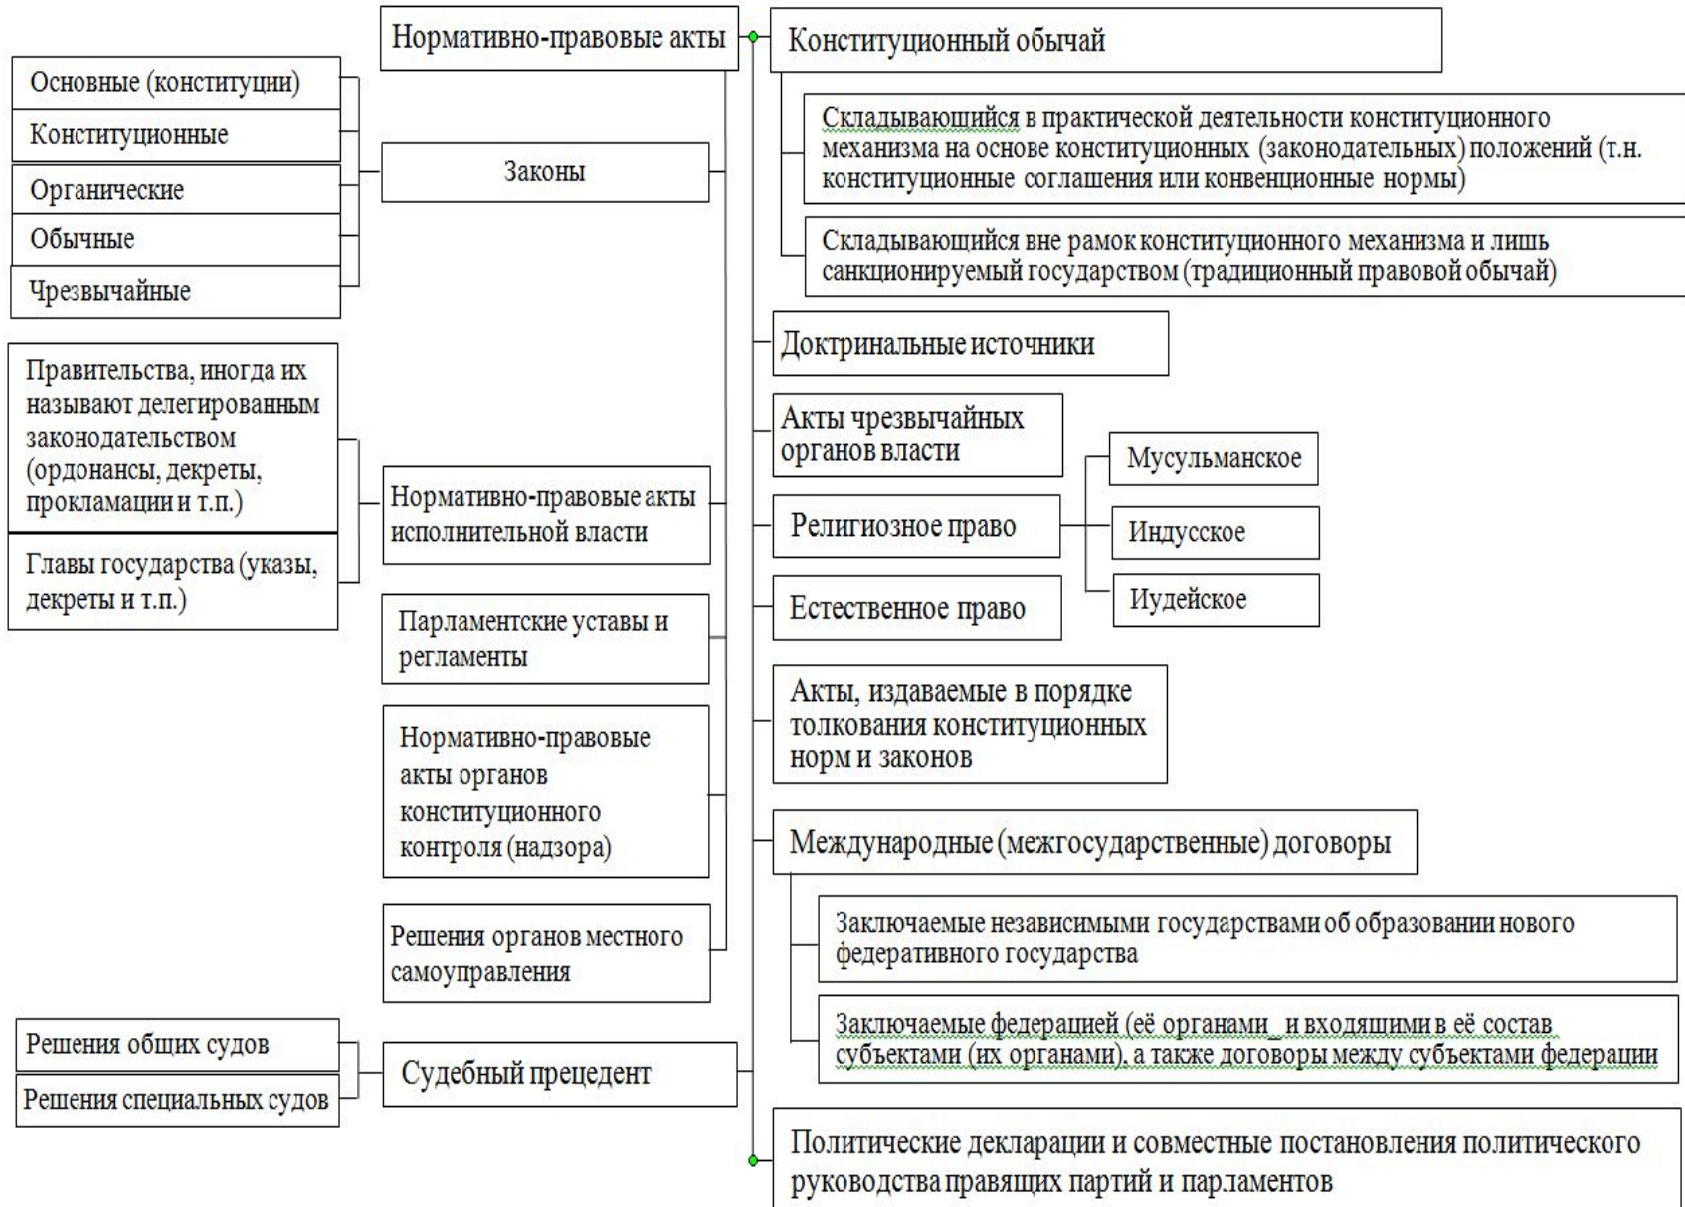 Нормативно-правовые акты
Основные (конституции)
Конституционные
Органические
Обычные
Чрезвычайные
Законы
Правительства, иногда их
называют делегированным
законодательством
(ордонансы, декреты,
прокламации и т.п.)
Главы государства (указы,
декреты и т.п.)
Нормативно-правовые акты
исполнительной власти
Парламентские уставы и
регламенты
Нормативно-правовые
акты органов
конституционного
контроля (надзора)
Решения органов местного
самоуправления
Решения общих судов
Решения специальных судов
Судебный прецедент
Конституционный обычай
Складывающийся в практической деятельности конституционного
механизма на основе конституционных (законодательных) положений (т.н.
конституционные соглашения или конвенционные нормы)
Складывающийся вне рамок конституционного механизма и лишь
санкционируемый государством (традиционный правовой обычай)
Доктринальные источники
Акты чрезвычайных
органов власти
Религиозное право
Мусульманское
Индусское
Иудейское
Естественное право
Акты, издаваемые в порядке
толкования конституционных
норм и законов
Международные (межгосударственные) договоры
Заключаемые независимыми государствами об образовании нового
федеративного государства
Заключаемые федерацией (её органами_ и входящими в её состав
субъектами (их органами), а также договоры между субъектами федерации
Политические декларации и совместные постановления политического
руководства правящих партий и парламентов